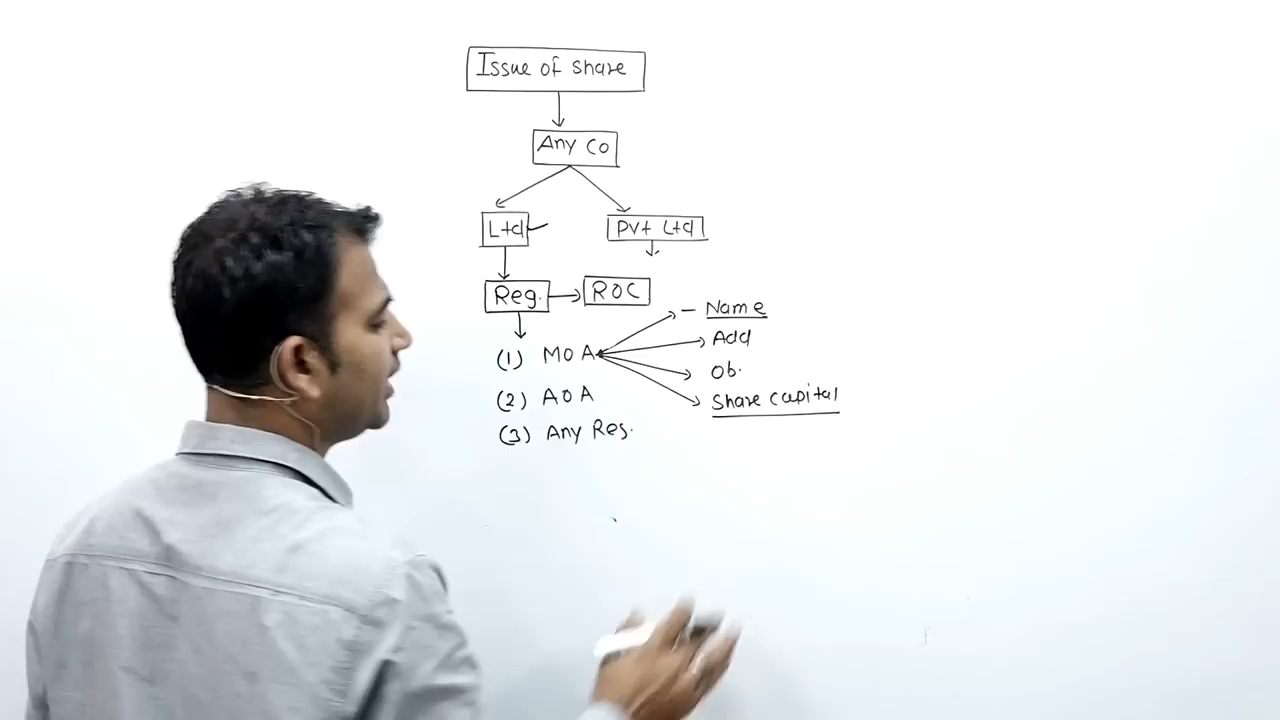 Issue of share
Any Co
Ltd
Pvt Ltd
Reg.
ROC
- Name
(1) MOA
Add
Ob.
(2) AOA
Share capital
(3) Any Res.